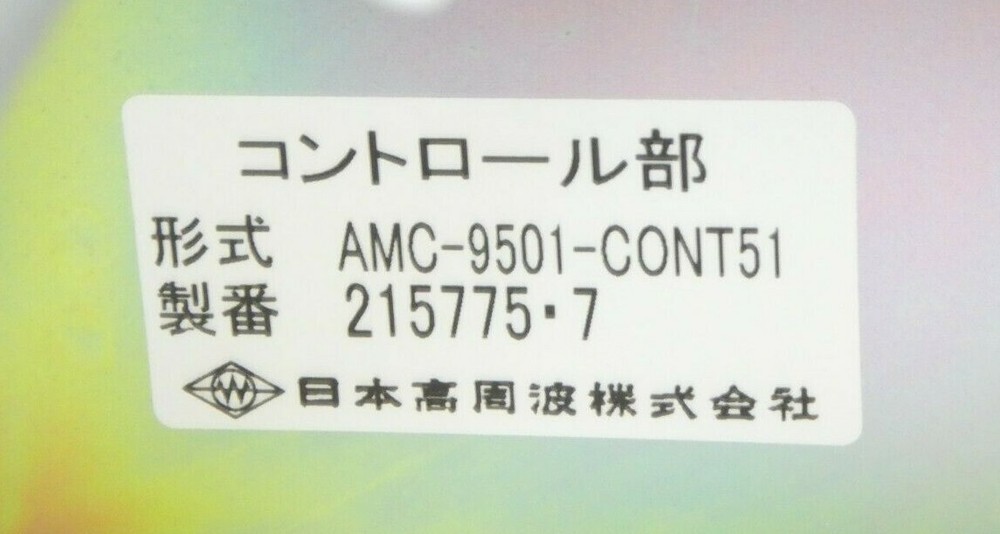 コントロール部
形式 AMC-9501-CONT51
製番 215775・7
日本高周波株式会社